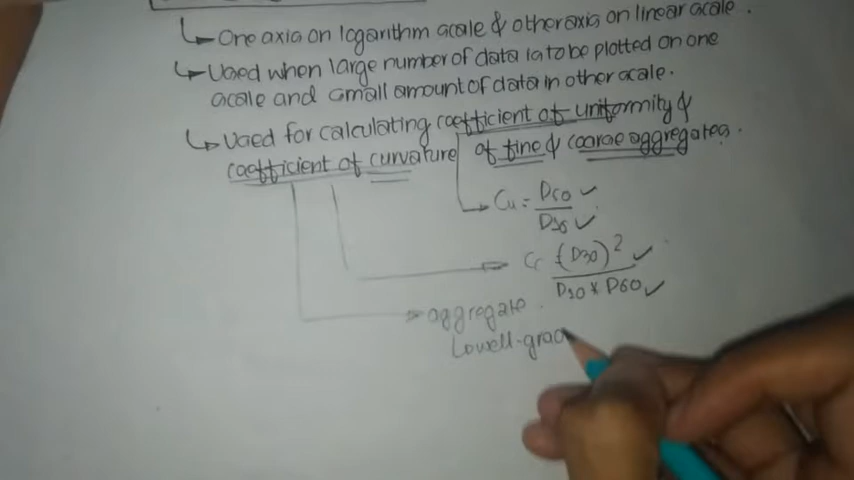 One axis on logarithm scale & other axis on linear scale.
Used when large number of data is to be plotted on one
scale and small amount of data in other scale.
Used for calculating coefficient of uniformity &
coefficient of curvature of fine & coarse aggregates.
Cu = D60
D10
Cc (D30)2
D10 x D60
aggregate.
well-grad